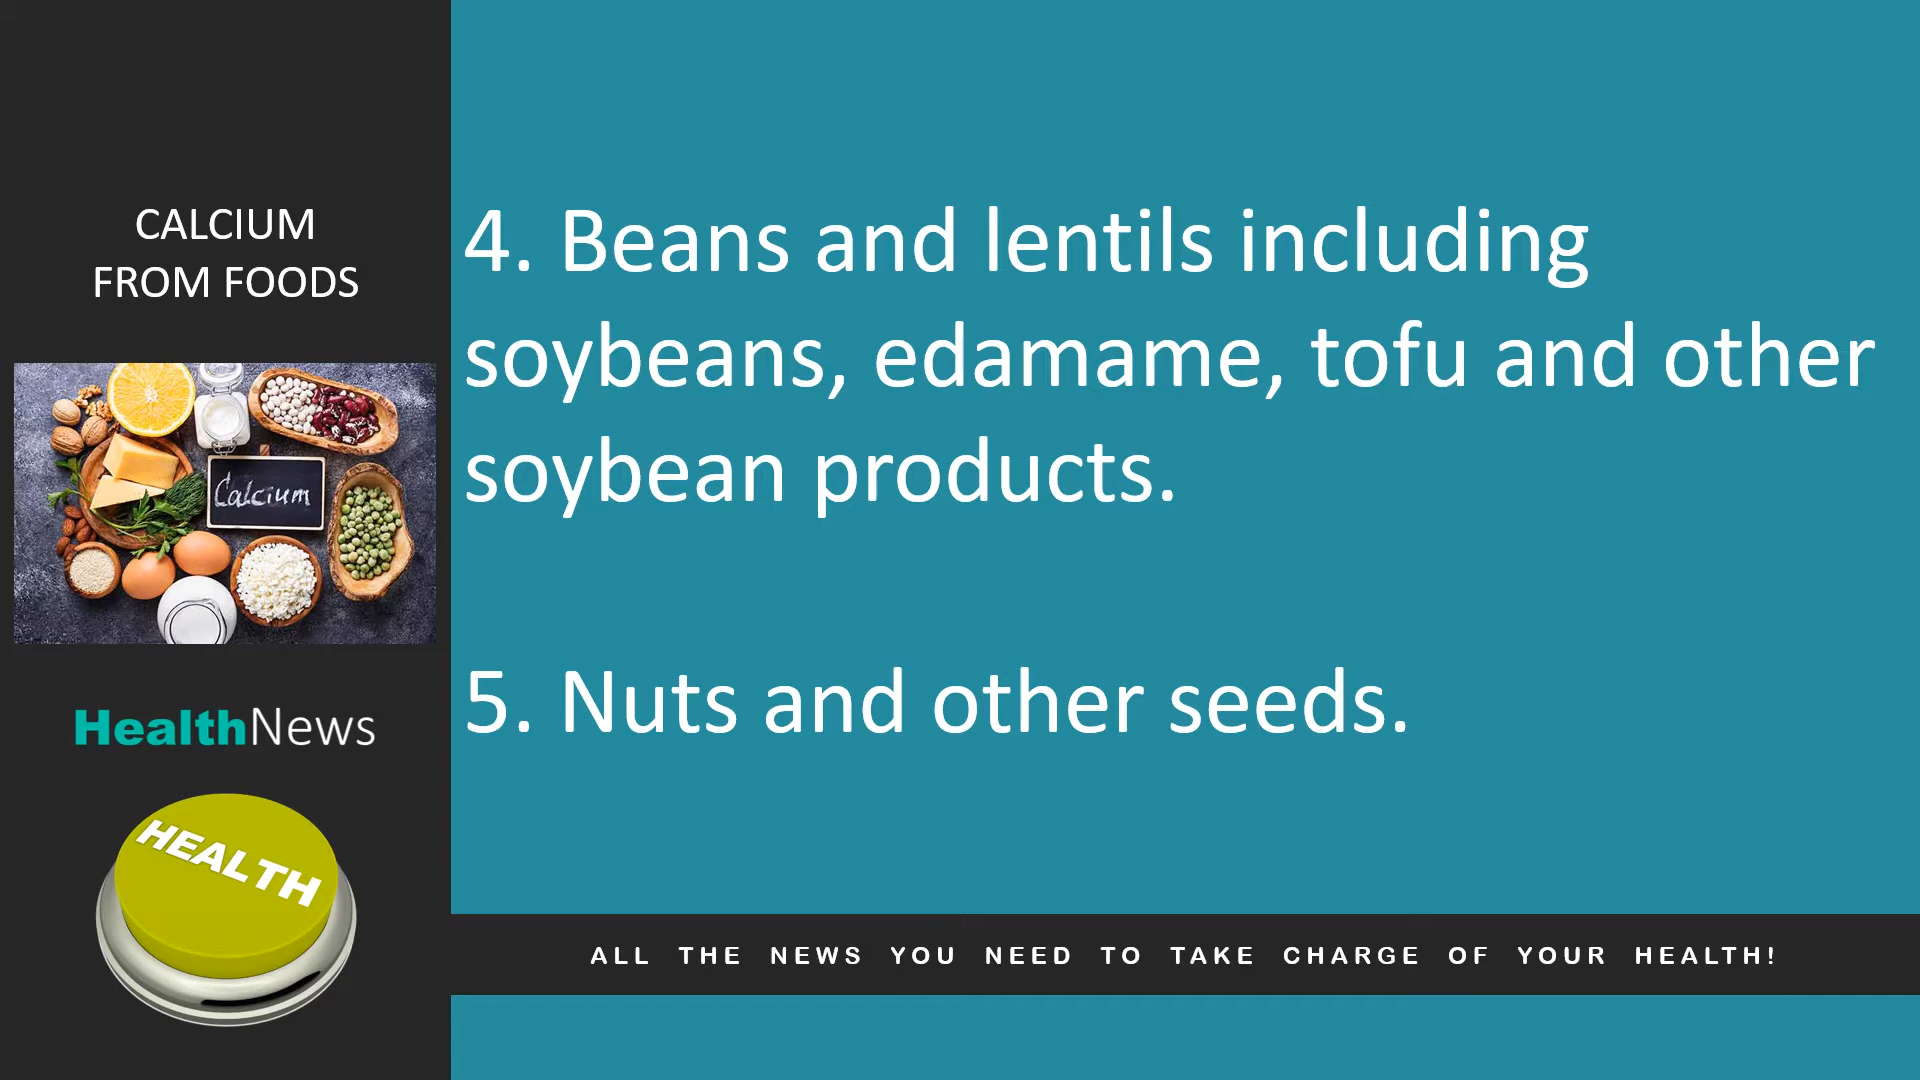 CALCIUM
FROM FOODS
Calcium
HealthNews
HEALTH
4. Beans and lentils including
soybeans, edamame, tofu and other
soybean products.
5. Nuts and other seeds.
ALL THE NEWS YOU NEED TO TAKE CHARGE OF YOUR HEALTH!